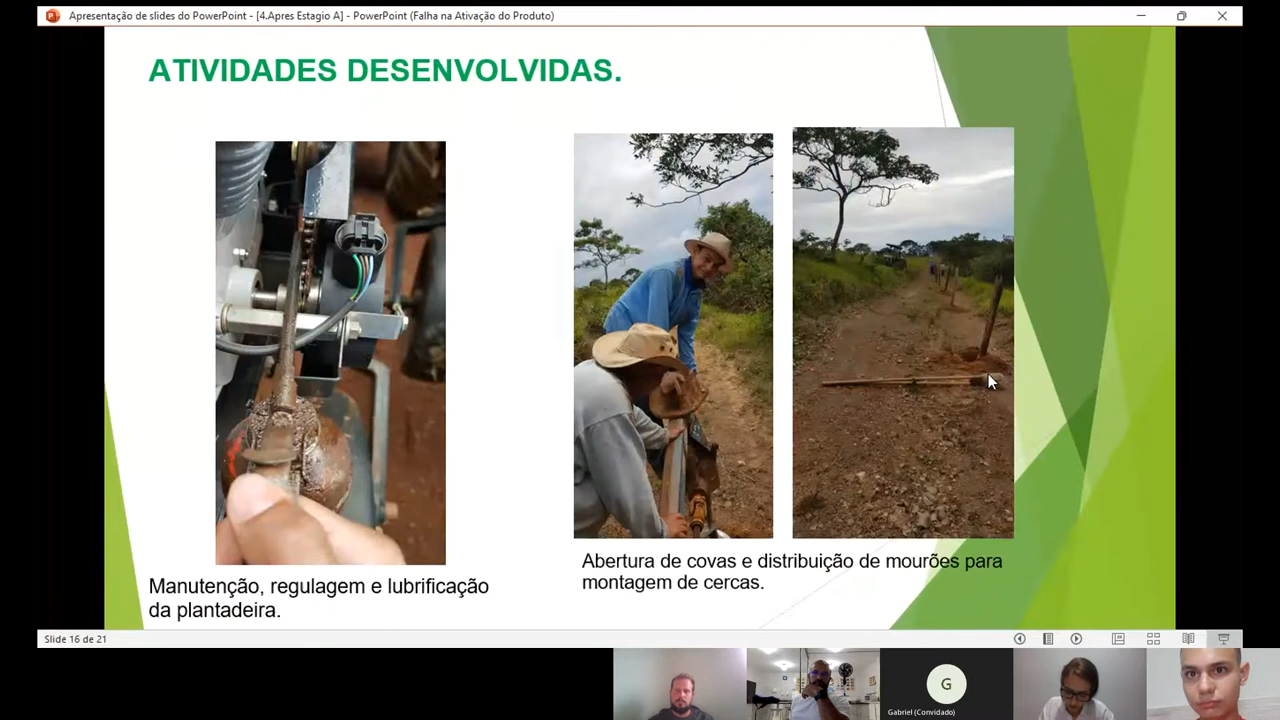 Apresentação de slides do PowerPoint - [4.Apres Estagio A] - PowerPoint (Falha na Ativação do Produto)
ATIVIDADES DESENVOLVIDAS.
Manutenção, regulagem e lubrificação
da plantadeira.
Abertura de covas e distribuição de mourões para
montagem de cercas.
Slide 16 de 21
G
Gabriel (Convidado)